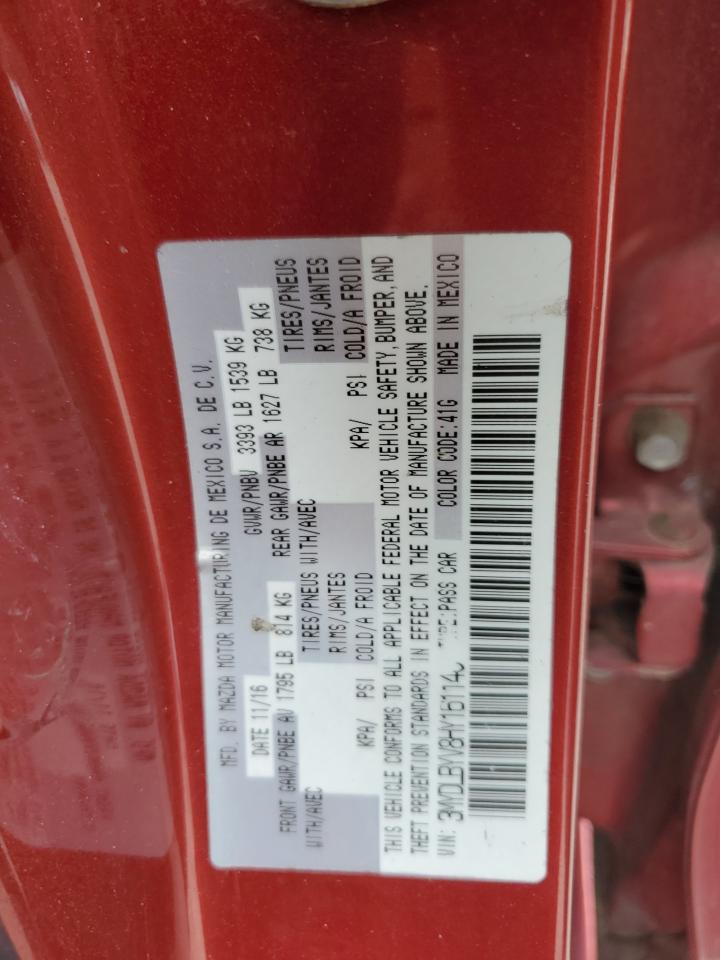 MFD. BY MAZDA MOTOR MANUFACTURING DE MEXICO S.A. DE C.V.
DATE 11/16 GVWR/PNBV 3393 LB 1539 KG
FRONT GAWR/PNBE AV 1795 LB 814 KG REAR GAWR/PNBE AR 1627 LB 738 KG
WITH/AVEC TIRES/PNEUS WITH/AVEC TIRES/PNEUS
RIMS/JANTES RIMS/JANTES
KPA/ PSI COLD/A FROID KPA/ PSI COLD/A FROID
THIS VEHICLE CONFORMS TO ALL APPLICABLE FEDERAL MOTOR VEHICLE SAFETY, BUMPER, AND
THEFT PREVENTION STANDARDS IN EFFECT ON THE DATE OF MANUFACTURE SHOWN ABOVE.
VIN: TYPE:PASS CAR COLOR CODE:41G MADE IN MEXICO